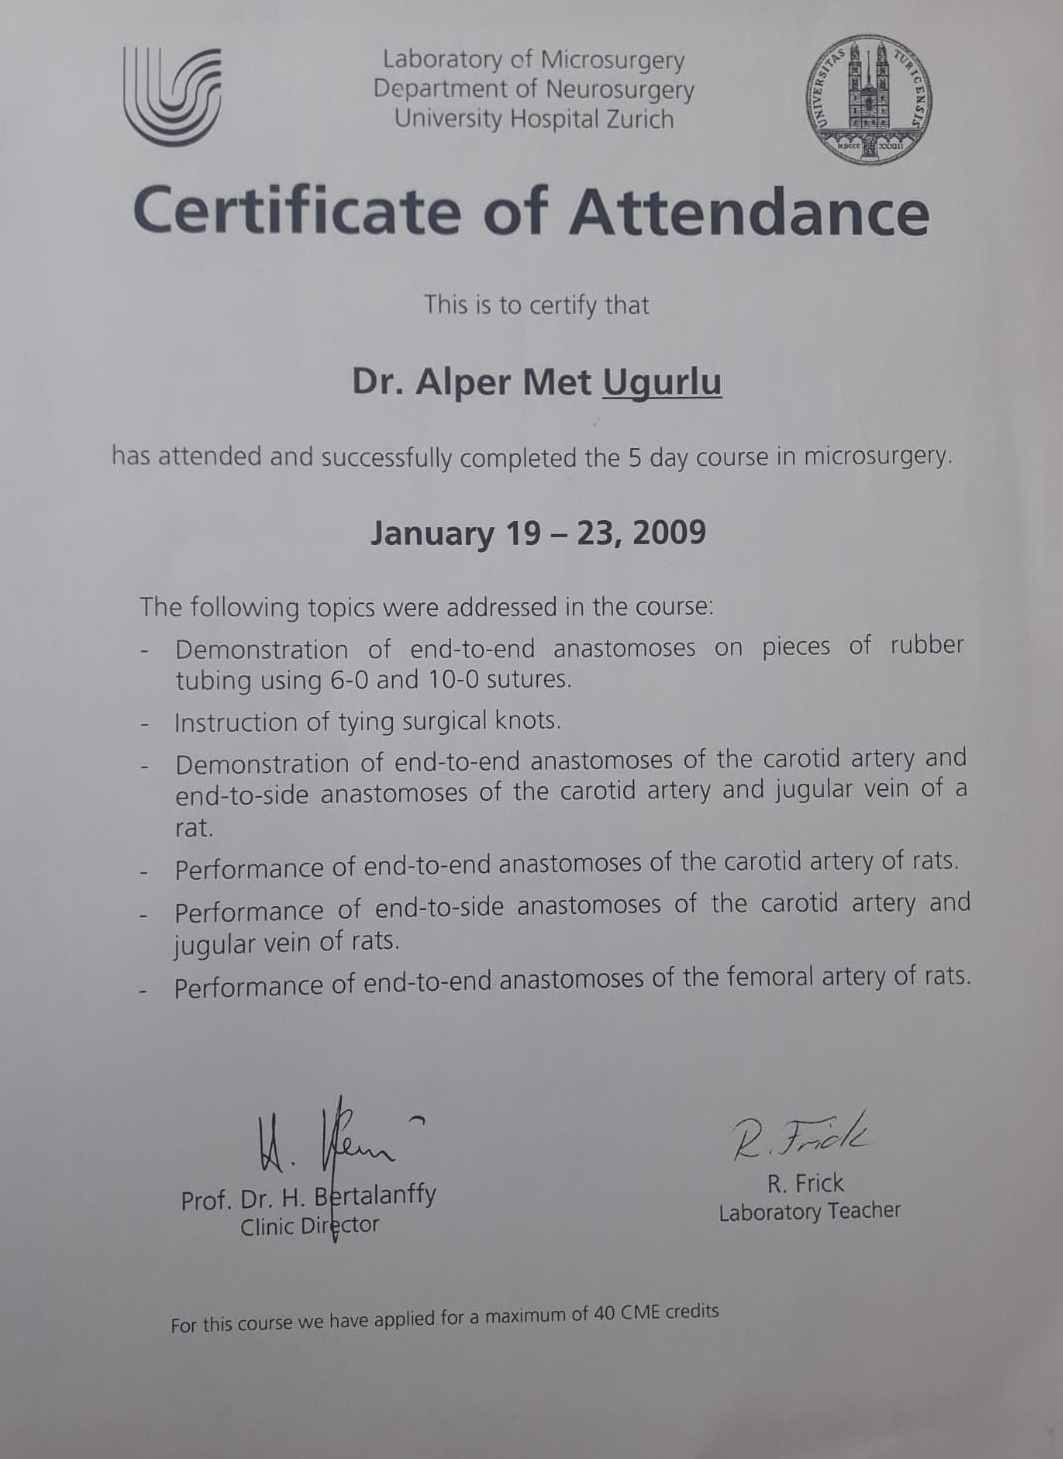 Laboratory of Microsurgery
Department of Neurosurgery
University Hospital Zurich
UNIVERSITAS TURICENSIS
MDCCC XXXIII
Certificate of Attendance
This is to certify that
Dr. Alper Met Ugurlu
has attended and successfully completed the 5 day course in microsurgery.
January 19 – 23, 2009
The following topics were addressed in the course:
- Demonstration of end-to-end anastomoses on pieces of rubber
tubing using 6-0 and 10-0 sutures.
- Instruction of tying surgical knots.
- Demonstration of end-to-end anastomoses of the carotid artery and
end-to-side anastomoses of the carotid artery and jugular vein of a
rat.
- Performance of end-to-end anastomoses of the carotid artery of rats.
- Performance of end-to-side anastomoses of the carotid artery and
jugular vein of rats.
- Performance of end-to-end anastomoses of the femoral artery of rats.
R. Frick
Prof. Dr. H. Bertalanffy
Clinic Director
R. Frick
Laboratory Teacher
For this course we have applied for a maximum of 40 CME credits